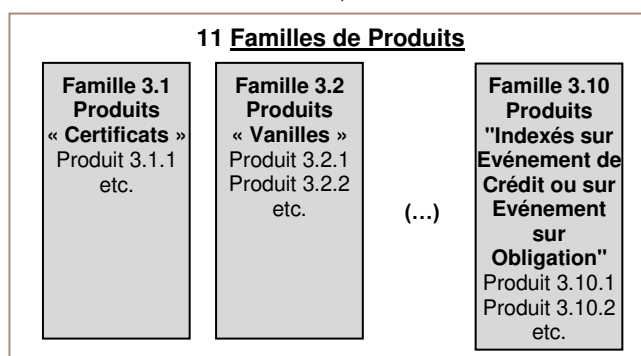 11 Familles de Produits
Famille 3.1
Produits
« Certificats »
Produit 3.1.1
etc.
Famille 3.2
Produits
« Vanilles »
Produit 3.2.1
Produit 3.2.2
etc.
(…)
Famille 3.10
Produits
"Indexés sur
Evénement de
Crédit ou sur
Evénement
sur
Obligation"
Produit 3.10.1
Produit 3.10.2
etc.